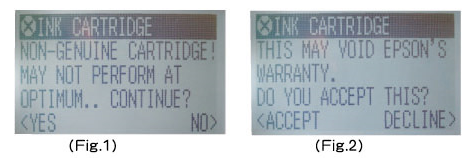 INK CARTRIDGE
NON-GENUINE CARTRIDGE!
MAY NOT PERFORM AT
OPTIMUM.. CONTINUE?
<YES NO>
(Fig.1)
INK CARTRIDGE
THIS MAY VOID EPSON'S
WARRANTY.
DO YOU ACCEPT THIS?
<ACCEPT DECLINE>
(Fig.2)